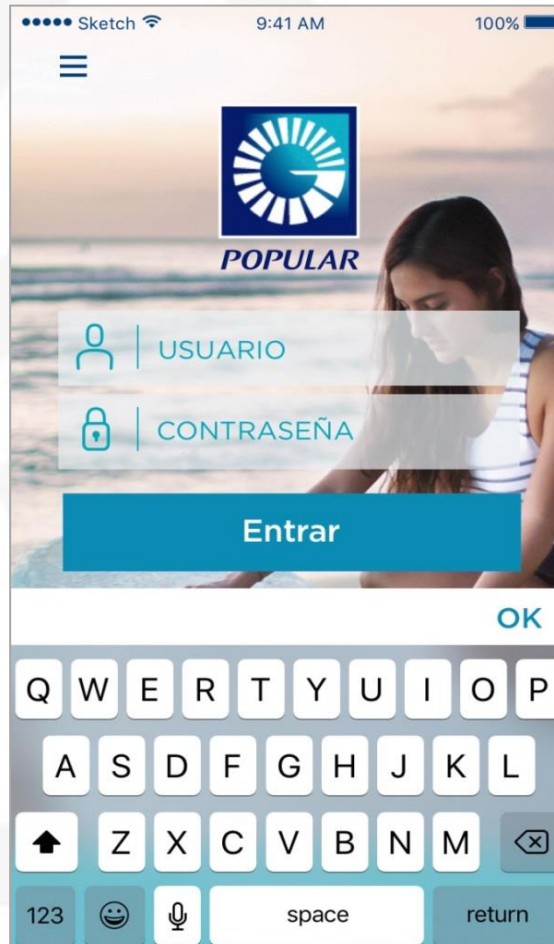 Sketch 9:41 AM 100%
POPULAR
USUARIO
CONTRASEÑA
Entrar
OK
Q W E R T Y U I O P
A S D F G H J K L
Z X C V B N M
123 space return